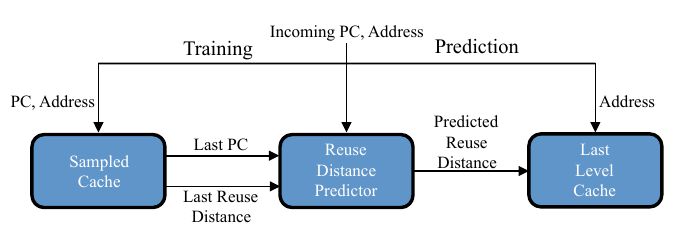 Incoming PC, Address
Training
Prediction
PC, Address
Address
Sampled
Cache
Last PC
Last Reuse
Distance
Reuse
Distance
Predictor
Predicted
Reuse
Distance
Last
Level
Cache